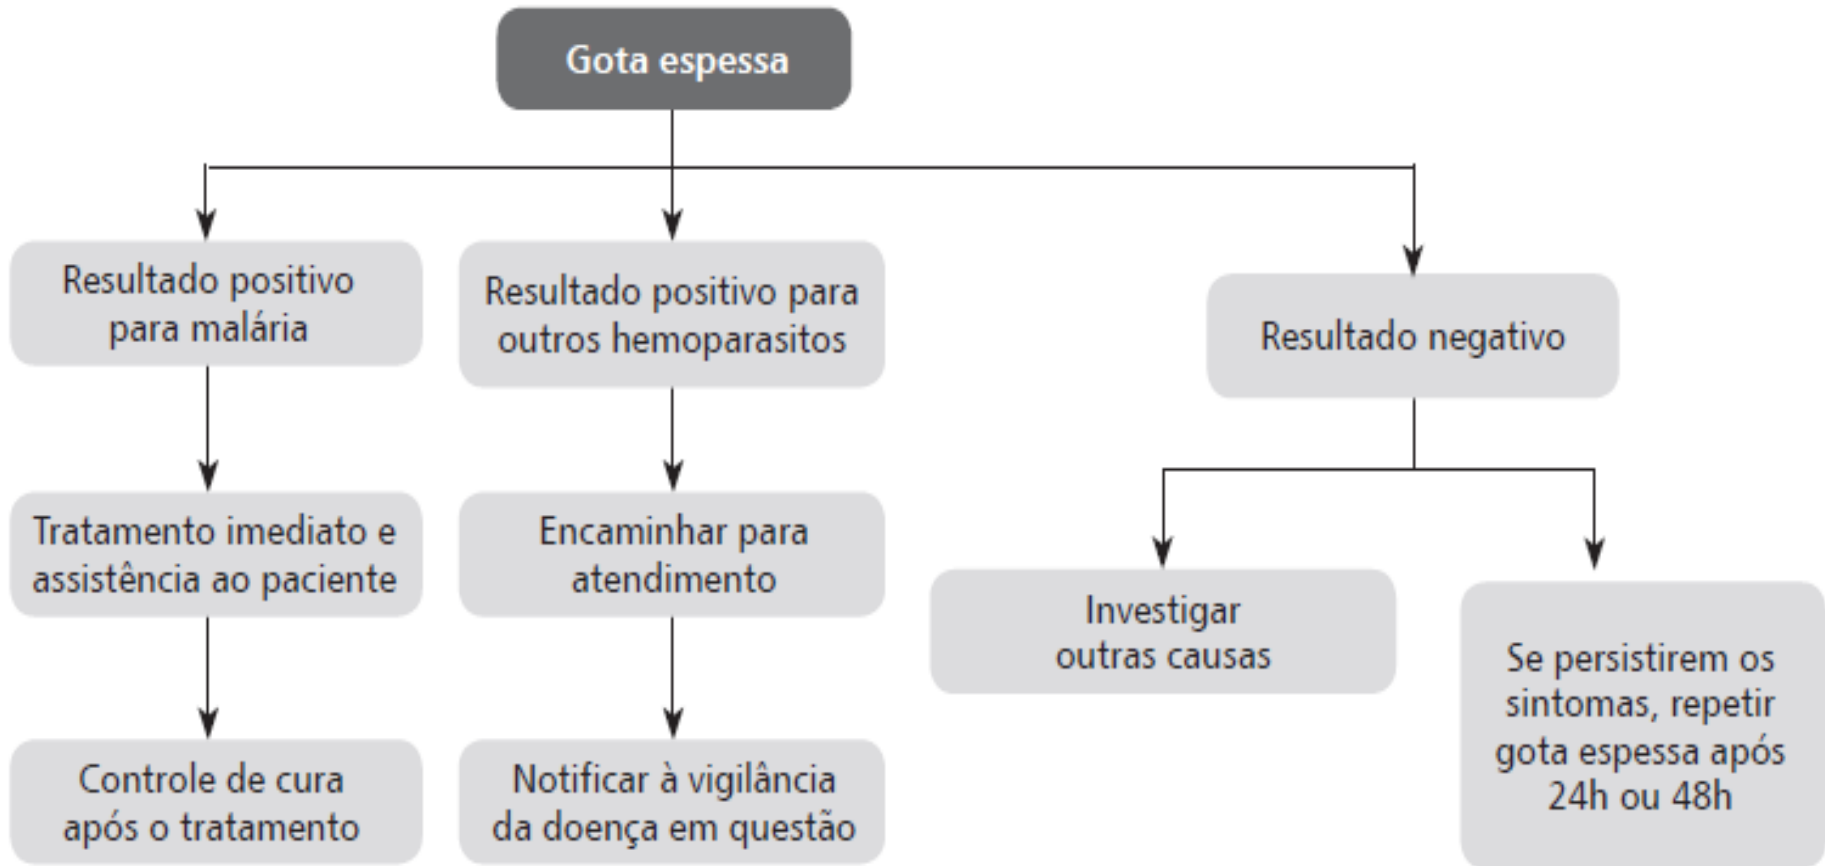 Gota espessa
Resultado positivo
para malária
Resultado positivo para
outros hemoparasitos
Resultado negativo
Tratamento imediato e
assistência ao paciente
Encaminhar para
atendimento
Investigar
outras causas
Se persistirem os
sintomas, repetir
gota espessa após
24h ou 48h
Controle de cura
após o tratamento
Notificar à vigilância
da doença em questão